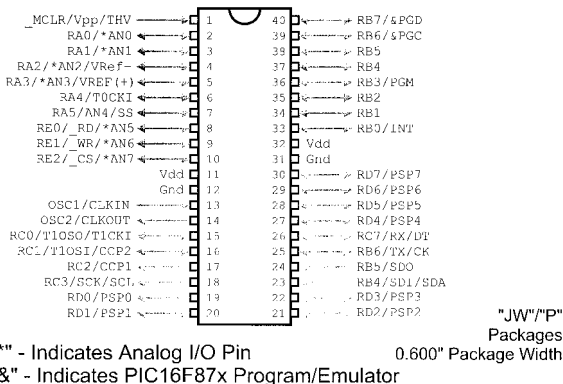 _MCLR/Vpp/THV 1 40 RB7/&PGD
RA0/*AN0 2 39 RB6/&PGC
RA1/*AN1 3 38 RB5
RA2/*AN2/VRef- 4 37 RB4
RA3/*AN3/VREF(+) 5 36 RB3/PGM
RA4/T0CKI 6 35 RB2
RA5/AN4/SS 7 34 RB1
RE0/_RD/*AN5 8 33 RB0/INT
RE1/_WR/*AN6 9 32 Vdd
RE2/_CS/*AN7 10 31 Gnd
Vdd 11 30 RD7/PSP7
Gnd 12 29 RD6/PSP6
OSC1/CLKIN 13 28 RD5/PSP5
OSC2/CLKOUT 14 27 RD4/PSP4
RC0/T1OSO/T1CKI 15 26 RC7/RX/DT
RC1/T1OSI/CCP2 16 25 RB6/TX/CK
RC2/CCP1 17 24 RB5/SDO
RC3/SCK/SCL 18 23 RB4/SDI/SDA
RD0/PSP0 19 22 RD3/PSP3
RD1/PSP1 20 21 RD2/PSP2
"JW"/"P"
Packages
0.600" Package Width
*" - Indicates Analog I/O Pin
&" - Indicates PIC16F87x Program/Emulator